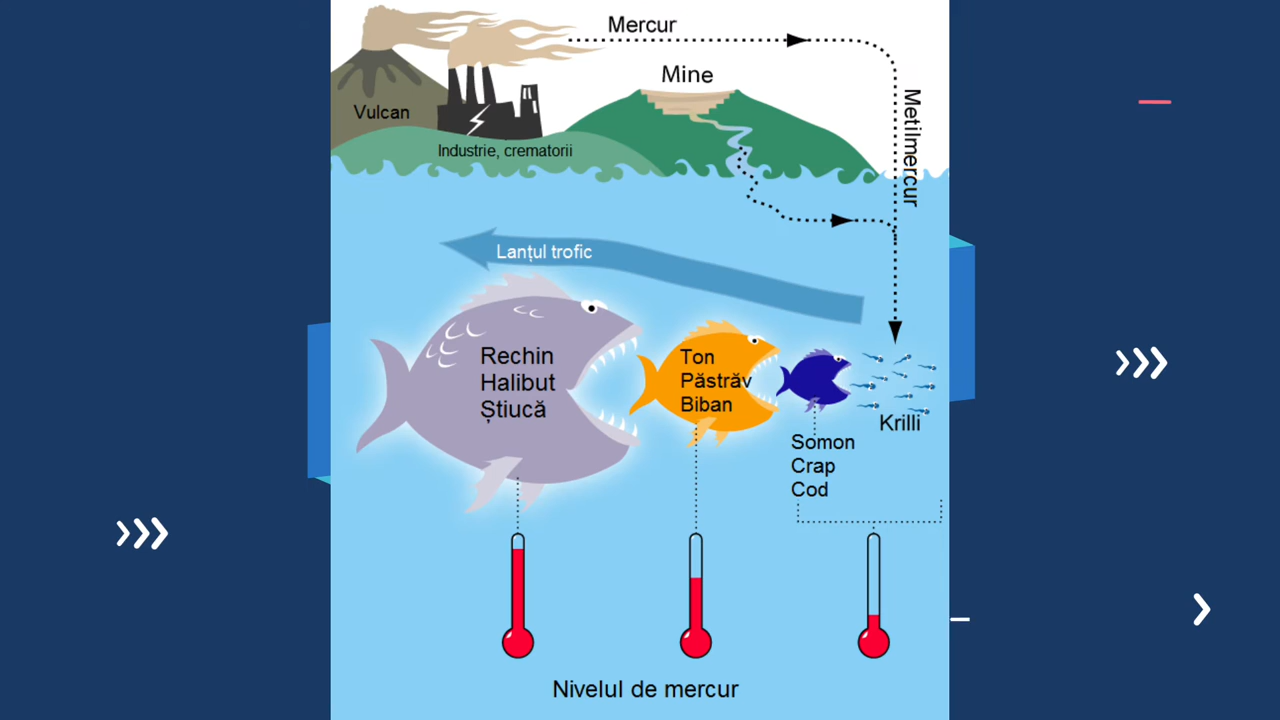 Mercur
Mine
Vulcan
Industrie, crematorii
Metilmercur
Lanțul trofic
Rechin
Halibut
Știucă
Ton
Păstrăv
Biban
Krilli
Somon
Crap
Cod
Nivelul de mercur